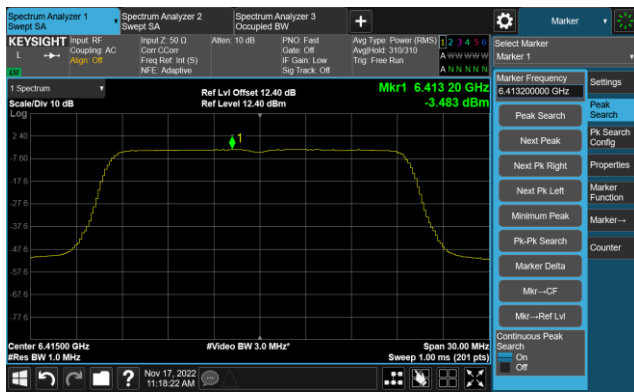 Spectrum Analyzer 1
Swept SA
Spectrum Analyzer 2
Swept SA
Spectrum Analyzer 3
Occupied BW
Marker
KEYSIGHT
L
Input: RF
Coupling: AC
Align: Off
Input Z: 50 Ω
Corr CCorr
Freq Ref: Int (S)
NFE: Adaptive
Atten: 10 dB
PNO: Fast
Gate: Off
IF Gain: Low
Sig Track: Off
Avg Type: Power (RMS)
Avg|Hold: 310/310
Trig: Free Run
1 2 3 4 5 6
A W W W W W
A N N N N N
Select Marker
Marker 1
1 Spectrum
Scale/Div 10 dB
Log
Ref Lvl Offset 12.40 dB
Ref Level 12.40 dBm
Mkr1 6.413 20 GHz
-3.483 dBm
1
2.40
-7.60
-17.6
-27.6
-37.6
-47.6
-57.6
-67.6
-77.6
Center 6.41500 GHz
#Res BW 1.0 MHz
#Video BW 3.0 MHz*
Span 30.00 MHz
Sweep 1.00 ms (201 pts)
Marker Frequency
6.413200000 GHz
Peak Search
Next Peak
Next Pk Right
Next Pk Left
Minimum Peak
Pk-Pk Search
Marker Delta
Mkr→CF
Mkr→Ref Lvl
Continuous Peak
Search
On
Off
Settings
Peak
Search
Pk Search
Config
Properties
Marker
Function
Marker→
Counter
?
Nov 17, 2022
11:18:22 AM